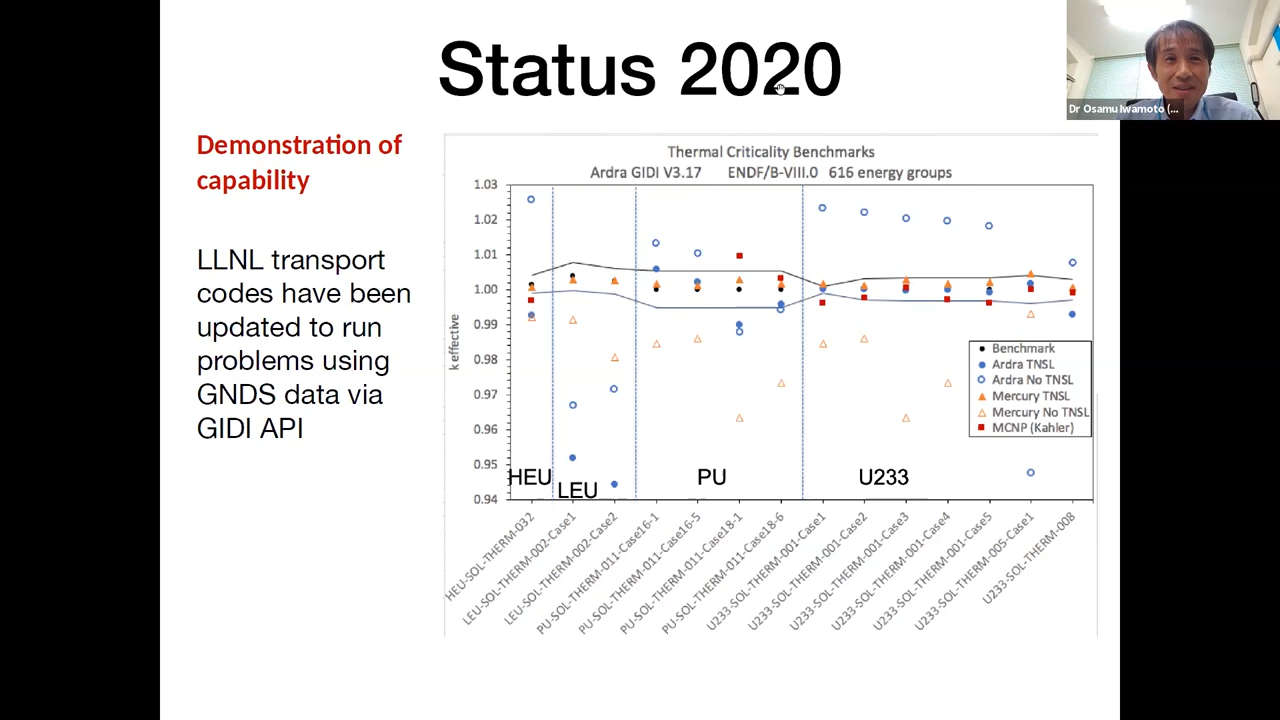 Status 2020
Dr Osamu Iwamoto (...
Demonstration of
capability
LLNL transport
codes have been
updated to run
problems using
GNDS data via
GIDI API
Thermal Criticality Benchmarks
Ardra GIDI V3.17 ENDF/B-VIII.0 616 energy groups
1.03
1.02
1.01
1.00
0.99
0.98
0.97
0.96
0.95
0.94
k effective
Benchmark
Ardra TNSL
Ardra No TNSL
Mercury TNSL
Mercury No TNSL
MCNP (Kahler)
HEU
LEU
PU
U233
HEU-SOL-THERM-032
LEU-SOL-THERM-002-Case1
LEU-SOL-THERM-002-Case2
PU-SOL-THERM-011-Case16-1
PU-SOL-THERM-011-Case16-5
PU-SOL-THERM-011-Case18-1
PU-SOL-THERM-011-Case18-6
U233-SOL-THERM-001-Case1
U233-SOL-THERM-001-Case2
U233-SOL-THERM-001-Case3
U233-SOL-THERM-001-Case4
U233-SOL-THERM-001-Case5
U233-SOL-THERM-005-Case1
U233-SOL-THERM-008